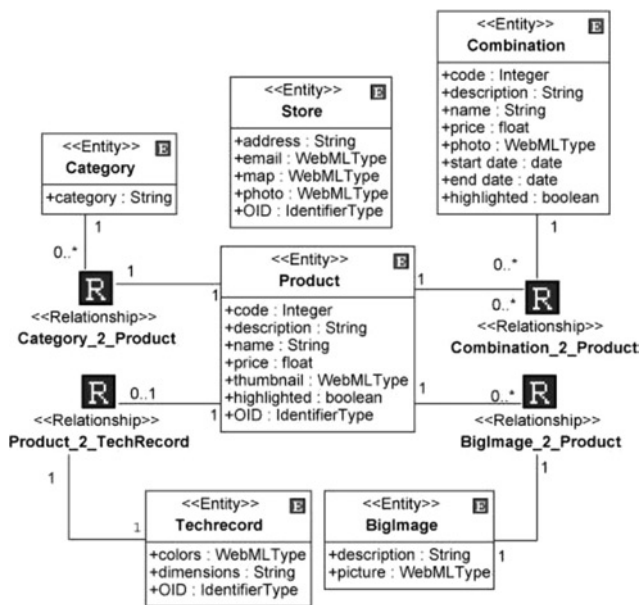 <<Entity>> E
Combination
+code : Integer
+description : String
+name : String
+price : float
+photo : WebMLType
+start date : date
+end date : date
+highlighted : boolean
<<Entity>> E
Store
+address : String
+email : WebMLType
+map : WebMLType
+photo : WebMLType
+OID : IdentifierType
<<Entity>> E
Category
+category : String
1
0..*
R
<<Relationship>>
Category_2_Product
1
1
<<Entity>> E
Product
+code : Integer
+description : String
+name : String
+price : float
+thumbnail : WebMLType
+highlighted : boolean
+OID : IdentifierType
1
0..*
1
0..*
R
<<Relationship>>
Combination_2_Product
R
0..1
1
<<Relationship>>
Product_2_TechRecord
1
1
1
0..*
R
<<Relationship>>
BigImage_2_Product
1
1
<<Entity>> E
Techrecord
+colors : WebMLType
+dimensions : String
+OID : IdentifierType
<<Entity>> E
BigImage
+description : String
+picture : WebMLType